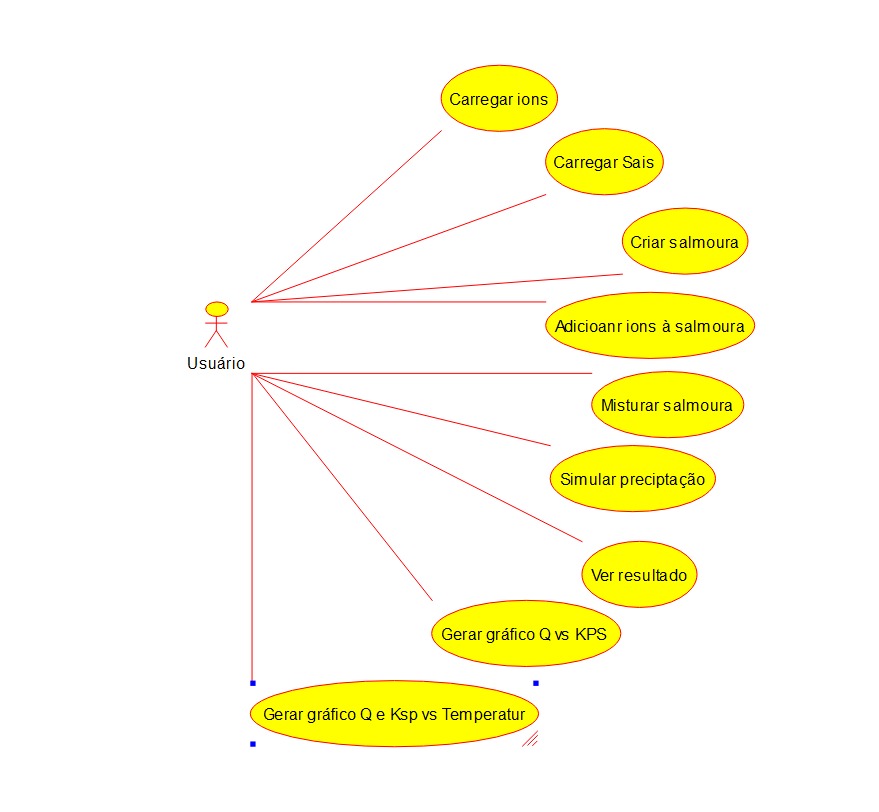 Carregar ions
Carregar Sais
Criar salmoura
Adicioanr ions à salmoura
Usuário
Misturar salmoura
Simular preciptação
Ver resultado
Gerar gráfico Q vs KPS
Gerar gráfico Q e Ksp vs Temperatur